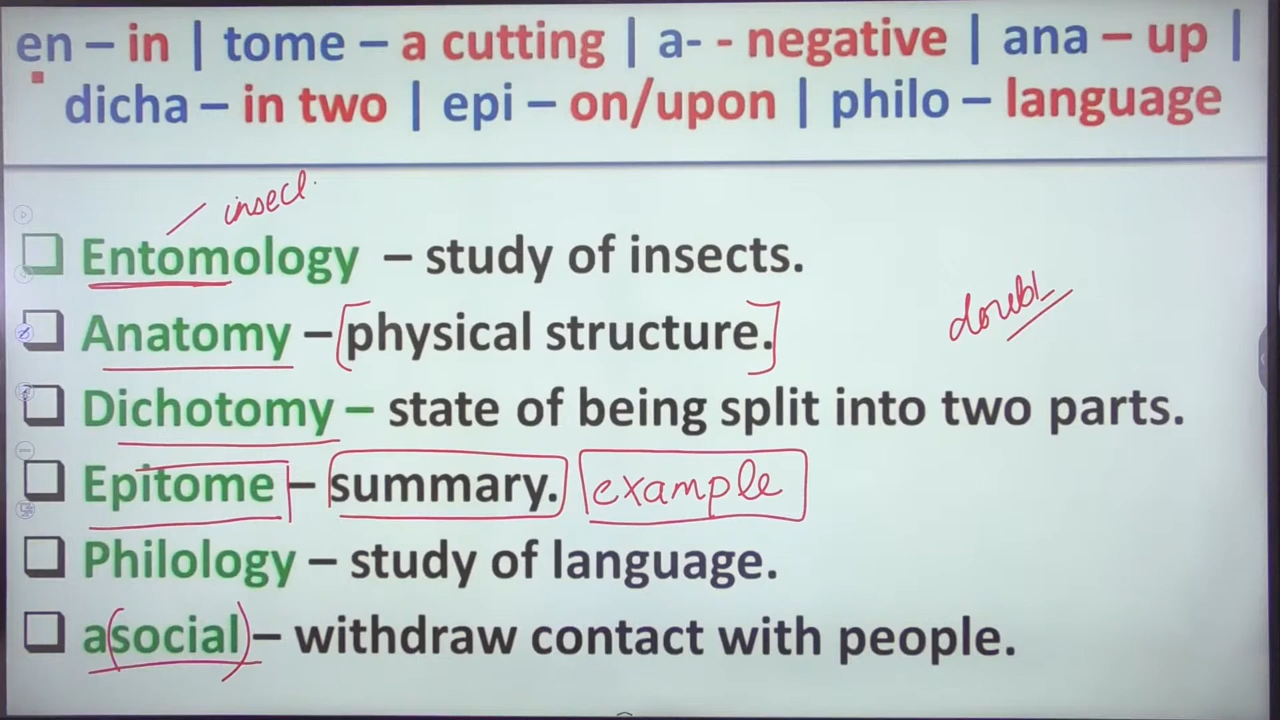 en – in | tome – a cutting | a- - negative | ana – up |
dicha – in two | epi – on/upon | philo – language
insect
Entomology – study of insects.
Anatomy – physical structure.
Dichotomy – state of being split into two parts.
Epitome – summary. example
Philology – study of language.
asocial – withdraw contact with people.